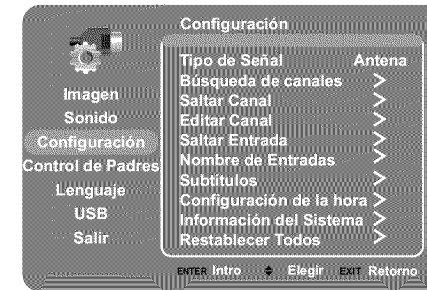 Configuración
Imagen
Sonido
Configuración
Control de Padres
Lenguaje
USB
Salir
Tipo de Señal Antena
Búsqueda de canales >
Saltar Canal >
Editar Canal >
Saltar Entrada >
Nombre de Entradas >
Subtitulos >
Configuración de la hora >
Información del Sistema >
Restablecer Todos >
ENTER Intro Elegir EXIT Retorno